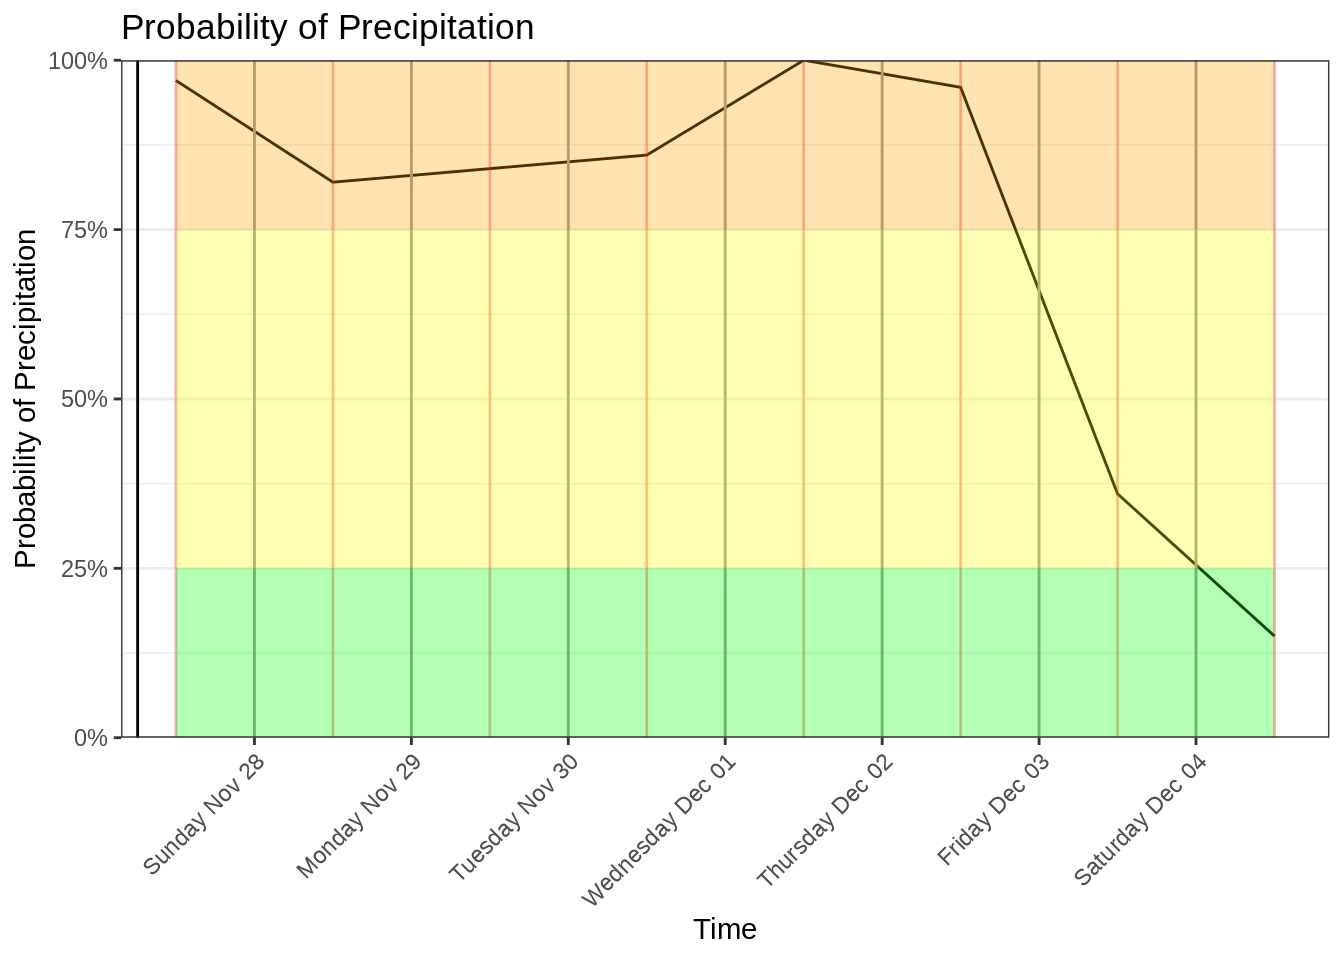 Probability of Precipitation
Probability of Precipitation
100%
75%
50%
25%
0%
Sunday Nov 28
Monday Nov 29
Tuesday Nov 30
Wednesday Dec 01
Thursday Dec 02
Friday Dec 03
Saturday Dec 04
Time